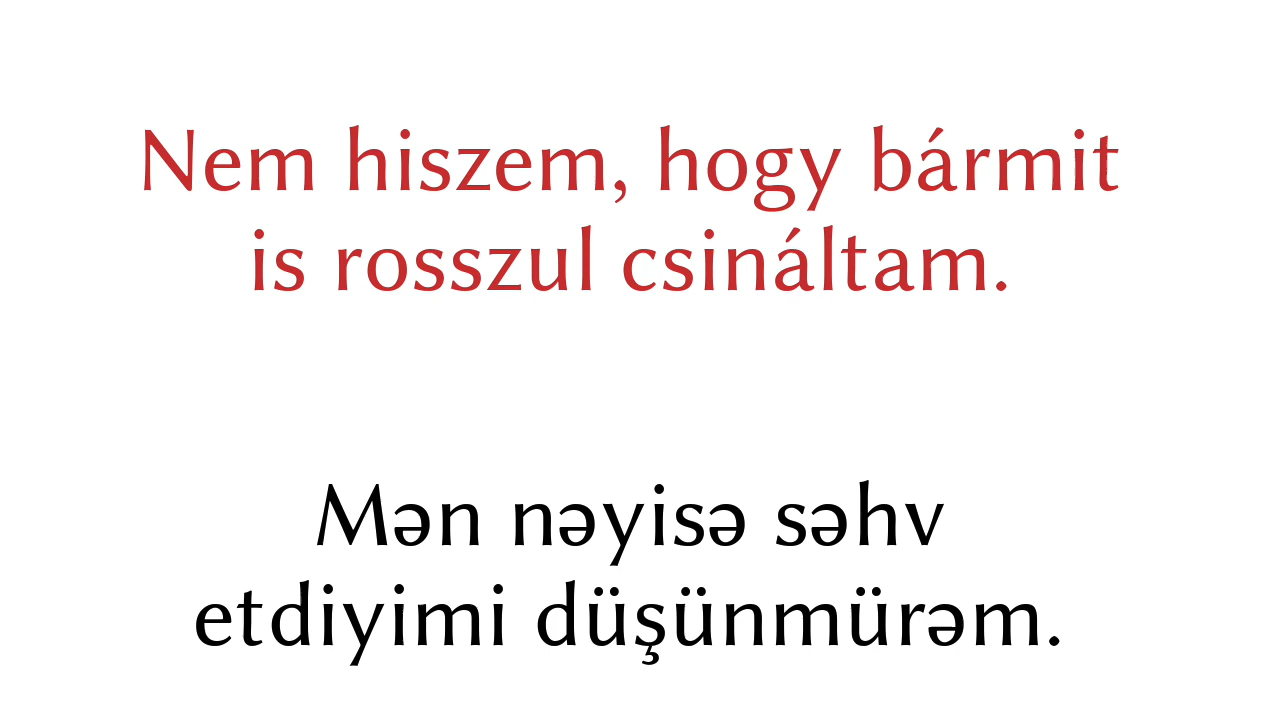 Nem hiszem, hogy bármit
is rosszul csináltam.
Mən nəyisə səhv
etdiyimi düşünmürəm.